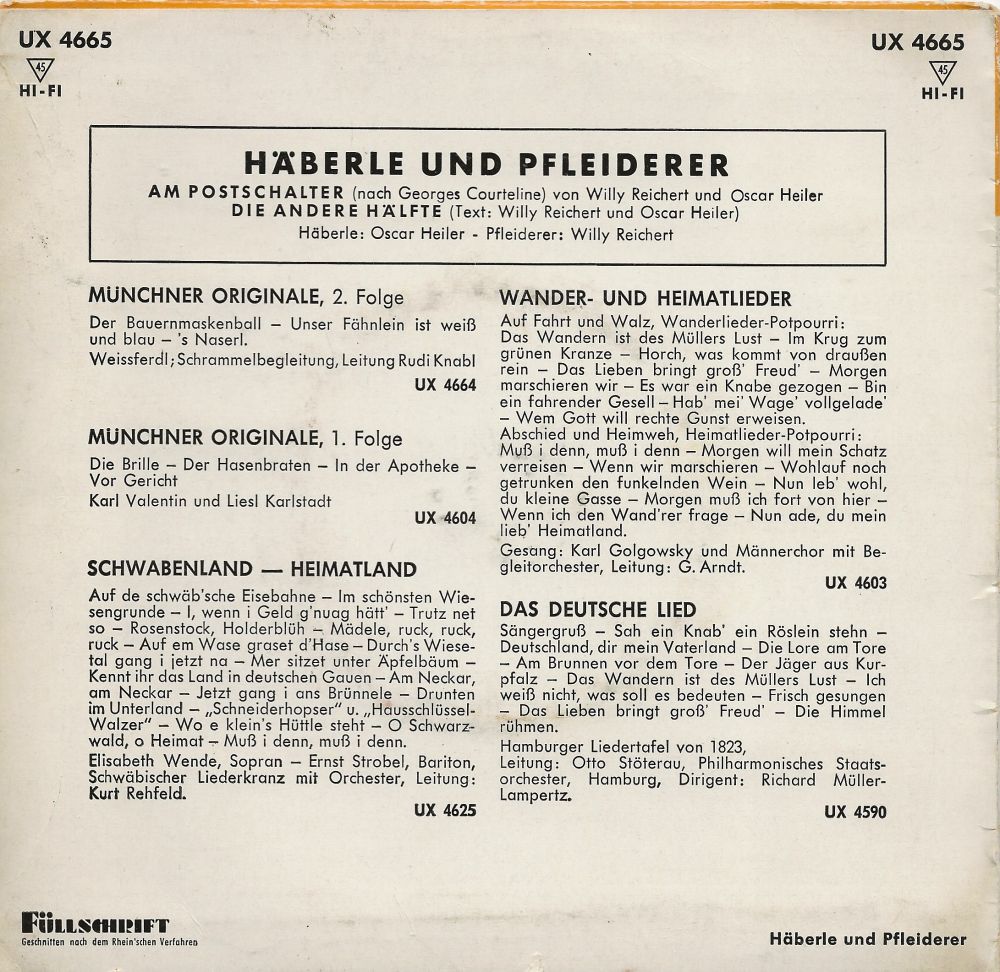 UX 4665
UX 4665
45
45
HI-FI
HI-FI
HÄBERLE UND PFLEIDERER
AM POSTSCHALTER (nach Georges Courteline) von Willy Reichert und Oscar Heiler
DIE ANDERE HÄLFTE (Text: Willy Reichert und Oscar Heiler)
Häberle: Oscar Heiler - Pfleiderer: Willy Reichert
MÜNCHNER ORIGINALE, 2. Folge
Der Bauernmaskenball – Unser Fähnlein ist weiß
und blau – 's Naserl.
Weissferdl; Schrammelbegleitung, Leitung Rudi Knabl
UX 4664
MÜNCHNER ORIGINALE, 1. Folge
Die Brille – Der Hasenbraten – In der Apotheke –
Vor Gericht
Karl Valentin und Liesl Karlstadt
UX 4604
SCHWABENLAND — HEIMATLAND
Auf de schwäb'sche Eisebahne – Im schönsten Wie-
sengrunde – I, wenn i Geld g'nuag hätt' – Trutz net
so – Rosenstock, Holderblüh – Mädele, ruck, ruck,
ruck – Auf em Wase graset d'Hase – Durch's Wiese-
tal gang i jetzt na – Mer sitzet unter Äpfelbäum –
Kennt ihr das Land in deutschen Gauen – Am Neckar,
am Neckar – Jetzt gang i ans Brünnele – Drunten
im Unterland – „Schneiderhopser" u. „Hausschlüssel-
Walzer" – Wo e klein's Hüttle steht – O Schwarz-
wald, o Heimat – Muß i denn, muß i denn.
Elisabeth Wende, Sopran – Ernst Strobel, Bariton,
Schwäbischer Liederkranz mit Orchester, Leitung:
Kurt Rehfeld.
UX 4625
WANDER- UND HEIMATLIEDER
Auf Fahrt und Walz, Wanderlieder-Potpourri:
Das Wandern ist des Müllers Lust – Im Krug zum
grünen Kranze – Horch, was kommt von draußen
rein – Das Lieben bringt groß' Freud' – Morgen
marschieren wir – Es war ein Knabe gezogen – Bin
ein fahrender Gesell – Hab' mei' Wage' vollgelade'
– Wem Gott will rechte Gunst erweisen.
Abschied und Heimweh, Heimatlieder-Potpourri:
Muß i denn, muß i denn – Morgen will mein Schatz
verreisen – Wenn wir marschieren – Wohlauf noch
getrunken den funkelnden Wein – Nun leb' wohl,
du kleine Gasse – Morgen muß ich fort von hier –
Wenn ich den Wand'rer frage – Nun ade, du mein
lieb' Heimatland.
Gesang: Karl Golgowsky und Männerchor mit Be-
gleitorchester, Leitung: G. Arndt.
UX 4603
DAS DEUTSCHE LIED
Sängergruß – Sah ein Knab' ein Röslein stehn –
Deutschland, dir mein Vaterland – Die Lore am Tore
– Am Brunnen vor dem Tore – Der Jäger aus Kur-
pfalz – Das Wandern ist des Müllers Lust – Ich
weiß nicht, was soll es bedeuten – Frisch gesungen
– Das Lieben bringt groß' Freud' – Die Himmel
rühmen.
Hamburger Liedertafel von 1823,
Leitung: Otto Stöterau, Philharmonisches Staats-
orchester, Hamburg, Dirigent: Richard Müller-
Lampertz.
UX 4590
FÜLLSCHRIFT
Geschnitten nach dem Rhein'schen Verfahren
Häberle und Pfleiderer